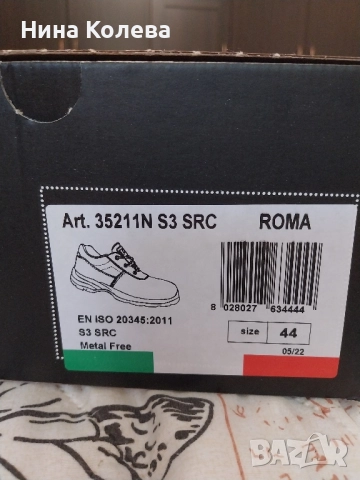 Нина Колева
Art. 35211N S3 SRC ROMA
8 028027 634444
EN ISO 20345:2011
S3 SRC
Metal Free
size 44
05/22
BAZAR